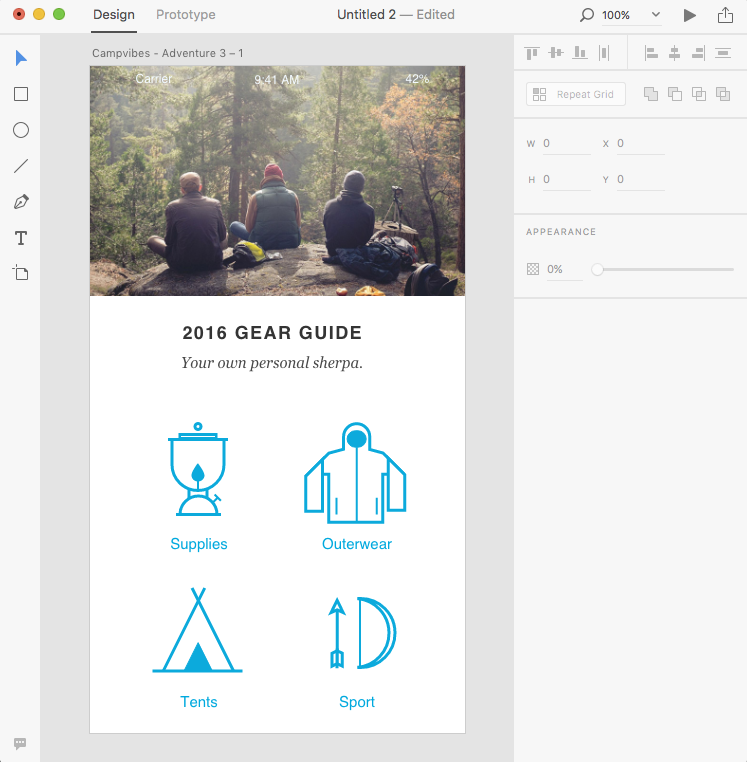 Design Prototype Untitled 2 — Edited 100%
Campvibes - Adventure 3 – 1
Carrier 9:41 AM 42%
Repeat Grid
W 0 X 0
H 0 Y 0
APPEARANCE
0%
2016 GEAR GUIDE
Your own personal sherpa.
Supplies Outerwear
Tents Sport